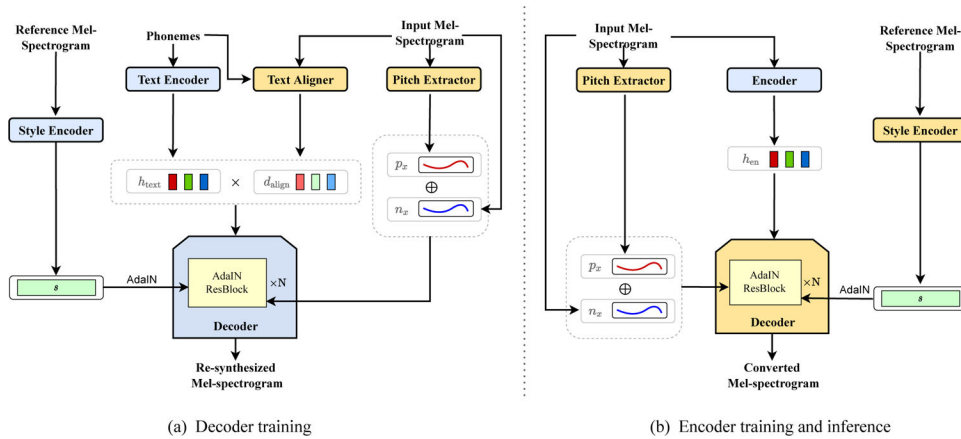 Reference Mel-
Spectrogram
Phonemes
Input Mel-
Spectrogram
Text Encoder
Text Aligner
Pitch Extractor
Style Encoder
h_text
×
d_align
p_x
⊕
n_x
s
AdaIN
AdaIN
ResBlock
×N
Decoder
Re-synthesized
Mel-spectrogram
(a) Decoder training
Input Mel-
Spectrogram
Reference Mel-
Spectrogram
Pitch Extractor
Encoder
Style Encoder
h_en
p_x
⊕
n_x
AdaIN
ResBlock
×N
AdaIN
s
Decoder
Converted
Mel-spectrogram
(b) Encoder training and inference